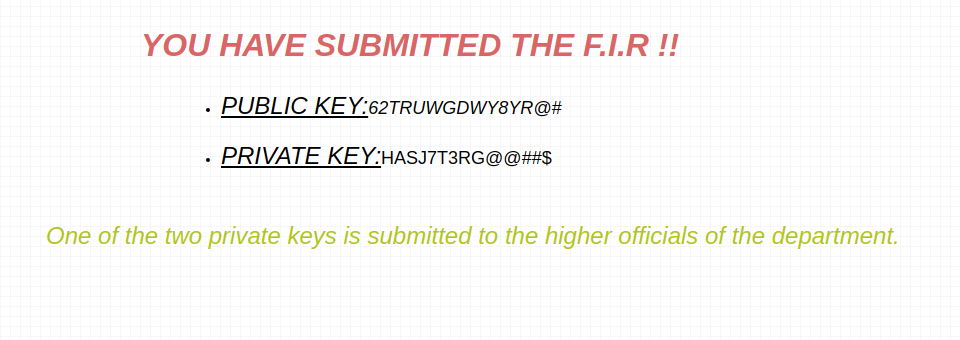 YOU HAVE SUBMITTED THE F.I.R !!
• PUBLIC KEY:62TRUWGDWY8YR@#
• PRIVATE KEY:HASJ7T3RG@@##$
One of the two private keys is submitted to the higher officials of the department.